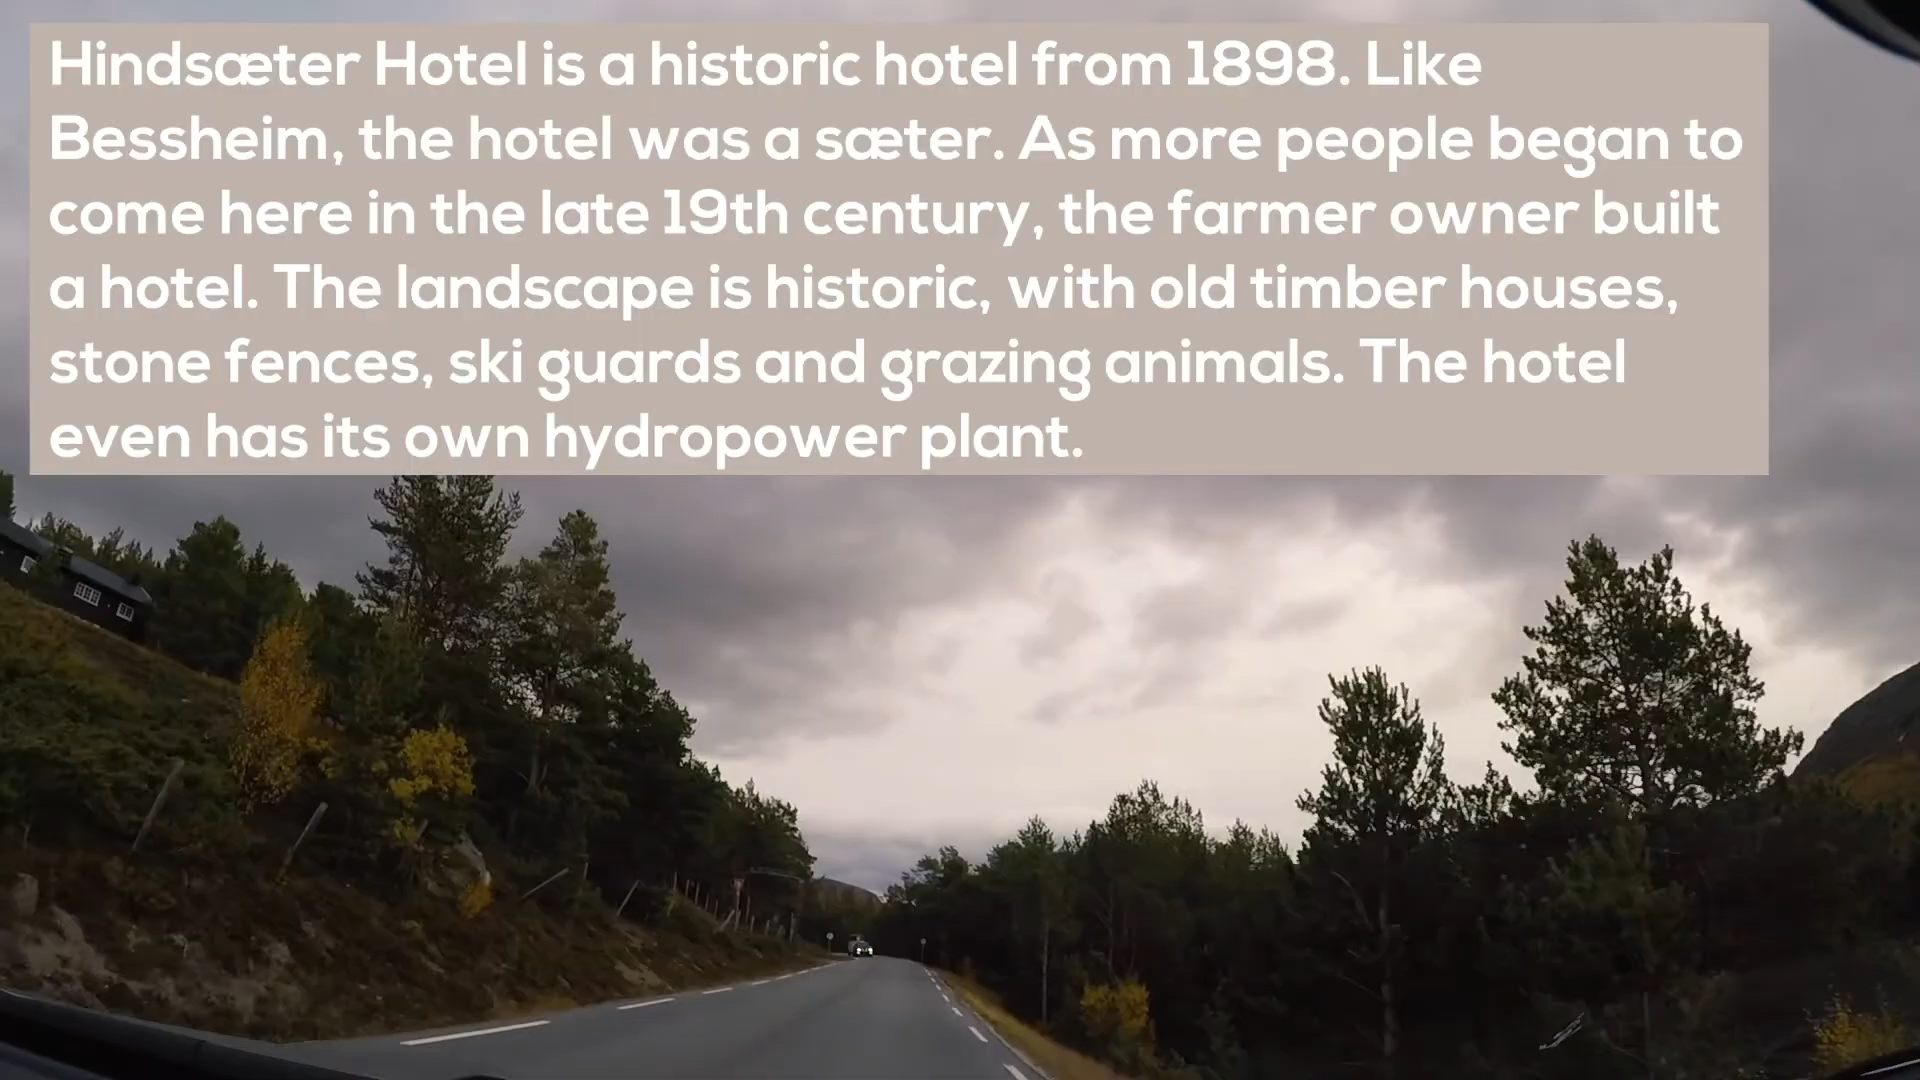 Hindsæter Hotel is a historic hotel from 1898. Like
Bessheim, the hotel was a sæter. As more people began to
come here in the late 19th century, the farmer owner built
a hotel. The landscape is historic, with old timber houses,
stone fences, ski guards and grazing animals. The hotel
even has its own hydropower plant.